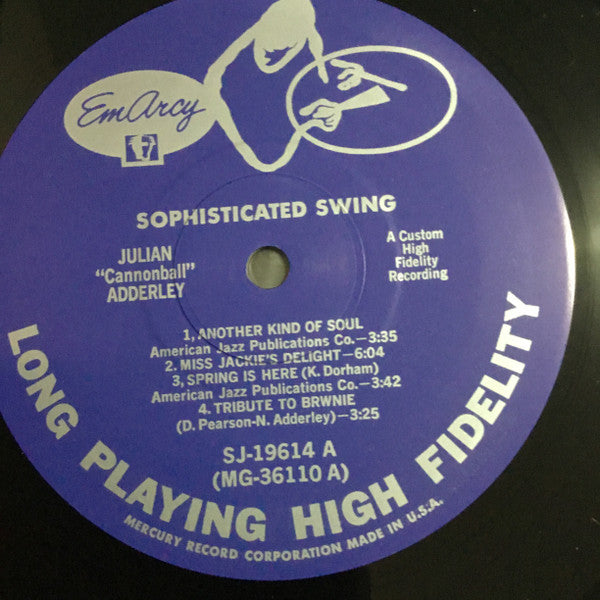 EmArcy
SOPHISTICATED SWING
JULIAN
"Cannonball"
ADDERLEY
A Custom
High
Fidelity
Recording
1, ANOTHER KIND OF SOUL
American Jazz Publications Co.—3:35
2. MISS JACKIE'S DELIGHT—6:04
3, SPRING IS HERE (K. Dorham)
American Jazz Publications Co.—3:42
4. TRIBUTE TO BRWNIE
(D. Pearson-N. Adderley)—3:25
SJ-19614 A
(MG-36110 A)
LONG PLAYING HIGH FIDELITY
MERCURY RECORD CORPORATION MADE IN U.S.A.